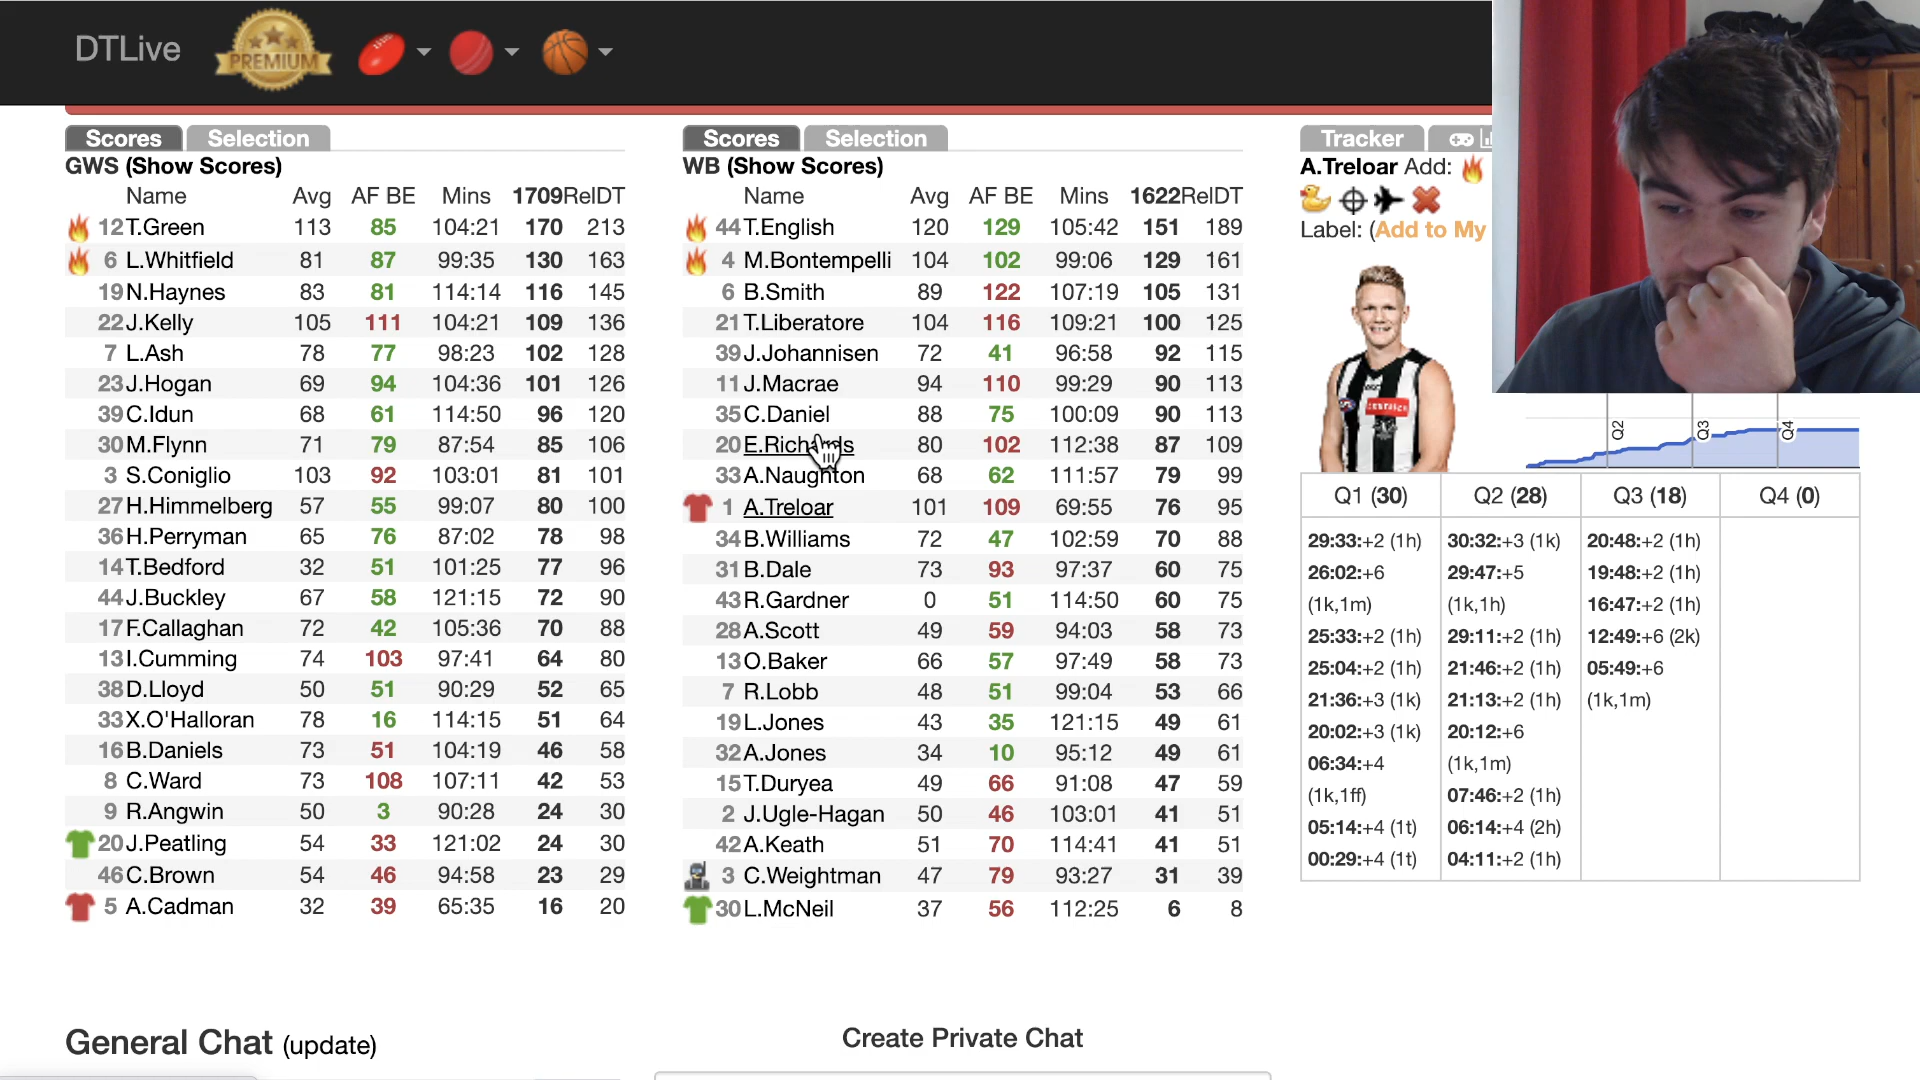 DTLive
PREMIUM
Scores Selection
GWS (Show Scores)
Name Avg AF BE Mins 1709RelDT
12 T.Green 113 85 104:21 170 213
6 L.Whitfield 81 87 99:35 130 163
19 N.Haynes 83 81 114:14 116 145
22 J.Kelly 105 111 104:21 109 136
7 L.Ash 78 77 98:23 102 128
23 J.Hogan 69 94 104:36 101 126
39 C.Idun 68 61 114:50 96 120
30 M.Flynn 71 79 87:54 85 106
3 S.Coniglio 103 92 103:01 81 101
27 H.Himmelberg 57 55 99:07 80 100
36 H.Perryman 65 76 87:02 78 98
14 T.Bedford 32 51 101:25 77 96
44 J.Buckley 67 58 121:15 72 90
17 F.Callaghan 72 42 105:36 70 88
13 I.Cumming 74 103 97:41 64 80
38 D.Lloyd 50 51 90:29 52 65
33 X.O'Halloran 78 16 114:15 51 64
16 B.Daniels 73 51 104:19 46 58
8 C.Ward 73 108 107:11 42 53
9 R.Angwin 50 3 90:28 24 30
20 J.Peatling 54 33 121:02 24 30
46 C.Brown 54 46 94:58 23 29
5 A.Cadman 32 39 65:35 16 20
Scores Selection
WB (Show Scores)
Name Avg AF BE Mins 1622RelDT
44 T.English 120 129 105:42 151 189
4 M.Bontempelli 104 102 99:06 129 161
6 B.Smith 89 122 107:19 105 131
21 T.Liberatore 104 116 109:21 100 125
39 J.Johannisen 72 41 96:58 92 115
11 J.Macrae 94 110 99:29 90 113
35 C.Daniel 88 75 100:09 90 113
20 80 102 112:38 87 109
33 A.Naughton 68 62 111:57 79 99
1 A.Treloar 101 109 69:55 76 95
34 B.Williams 72 47 102:59 70 88
31 B.Dale 73 93 97:37 60 75
43 R.Gardner 0 51 114:50 60 75
28 A.Scott 49 59 94:03 58 73
13 O.Baker 66 57 97:49 58 73
7 R.Lobb 48 51 99:04 53 66
19 L.Jones 43 35 121:15 49 61
32 A.Jones 34 10 95:12 49 61
15 T.Duryea 49 66 91:08 47 59
2 J.Ugle-Hagan 50 46 103:01 41 51
42 A.Keath 51 70 114:41 41 51
3 C.Weightman 47 79 93:27 31 39
30 L.McNeil 37 56 112:25 6 8
Tracker
A.Treloar Add:
Label: (Add to My
Q2 Q3 Q4
Q1 (30) Q2 (28) Q3 (18) Q4 (0)
29:33:+2 (1h)
26:02:+6
(1k,1m)
25:33:+2 (1h)
25:04:+2 (1h)
21:36:+3 (1k)
20:02:+3 (1k)
06:34:+4
(1k,1ff)
05:14:+4 (1t)
00:29:+4 (1t)
30:32:+3 (1k)
29:47:+5
(1k,1h)
29:11:+2 (1h)
21:46:+2 (1h)
21:13:+2 (1h)
20:12:+6
(1k,1m)
07:46:+2 (1h)
06:14:+4 (2h)
04:11:+2 (1h)
20:48:+2 (1h)
19:48:+2 (1h)
16:47:+2 (1h)
12:49:+6 (2k)
05:49:+6
(1k,1m)
General Chat (update)
Create Private Chat